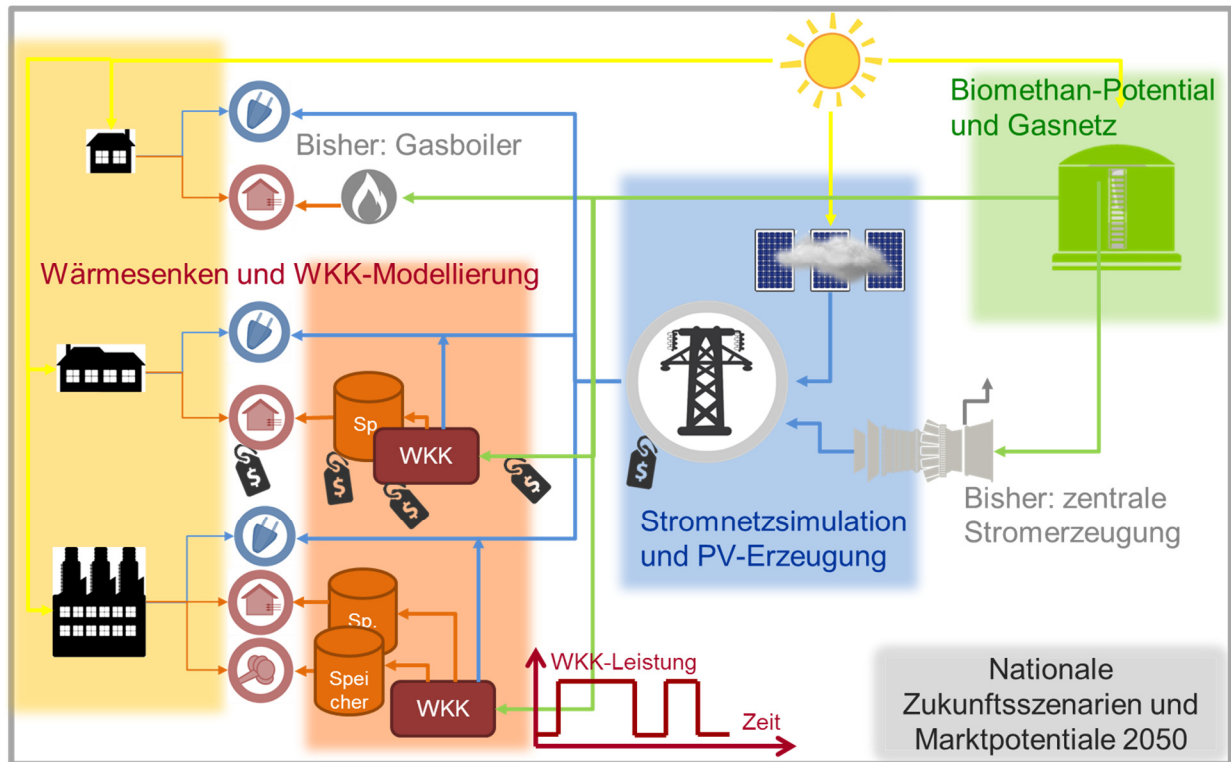 Biomethan-Potential
und Gasnetz
Bisher: Gasboiler
Wärmesenken und WKK-Modellierung
Sp.
WKK
$
$
$
$
$
Stromnetzsimulation
und PV-Erzeugung
Bisher: zentrale
Stromerzeugung
Sp.
Spei
cher
WKK
WKK-Leistung
Zeit
Nationale
Zukunftsszenarien und
Marktpotentiale 2050